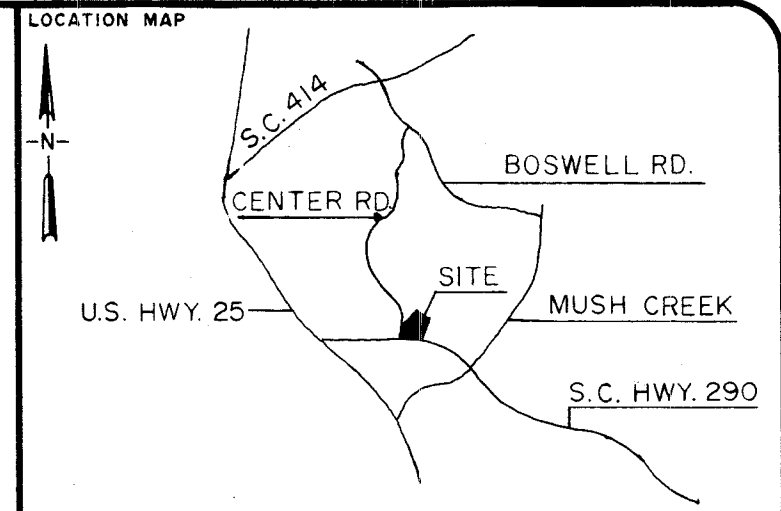 LOCATION MAP
S.C. 414
-N-
BOSWELL RD.
CENTER RD.
SITE
U.S. HWY. 25
MUSH CREEK
S.C. HWY. 290